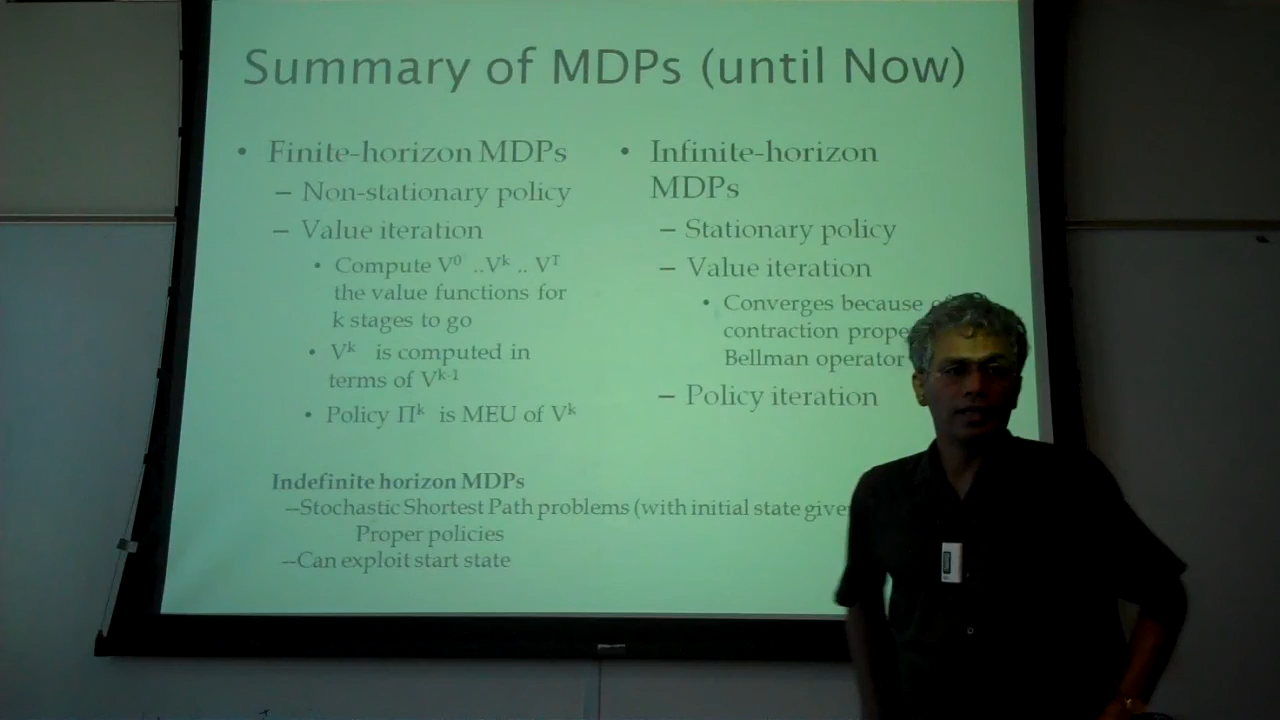 Summary of MDPs (until Now)
• Finite-horizon MDPs
– Non-stationary policy
– Value iteration
• Compute V⁰ ..Vᵏ .. Vᵀ
the value functions for
k stages to go
• Vᵏ is computed in
terms of Vᵏ⁻¹
• Policy Πᵏ is MEU of Vᵏ
• Infinite-horizon
MDPs
– Stationary policy
– Value iteration
• Converges because
contraction
Bellman operator
– Policy iteration
Indefinite horizon MDPs
--Stochastic Shortest Path problems (with initial state
Proper policies
--Can exploit start state